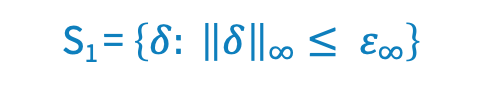 S₁= {δ: ‖δ‖∞ ≤ ε∞}